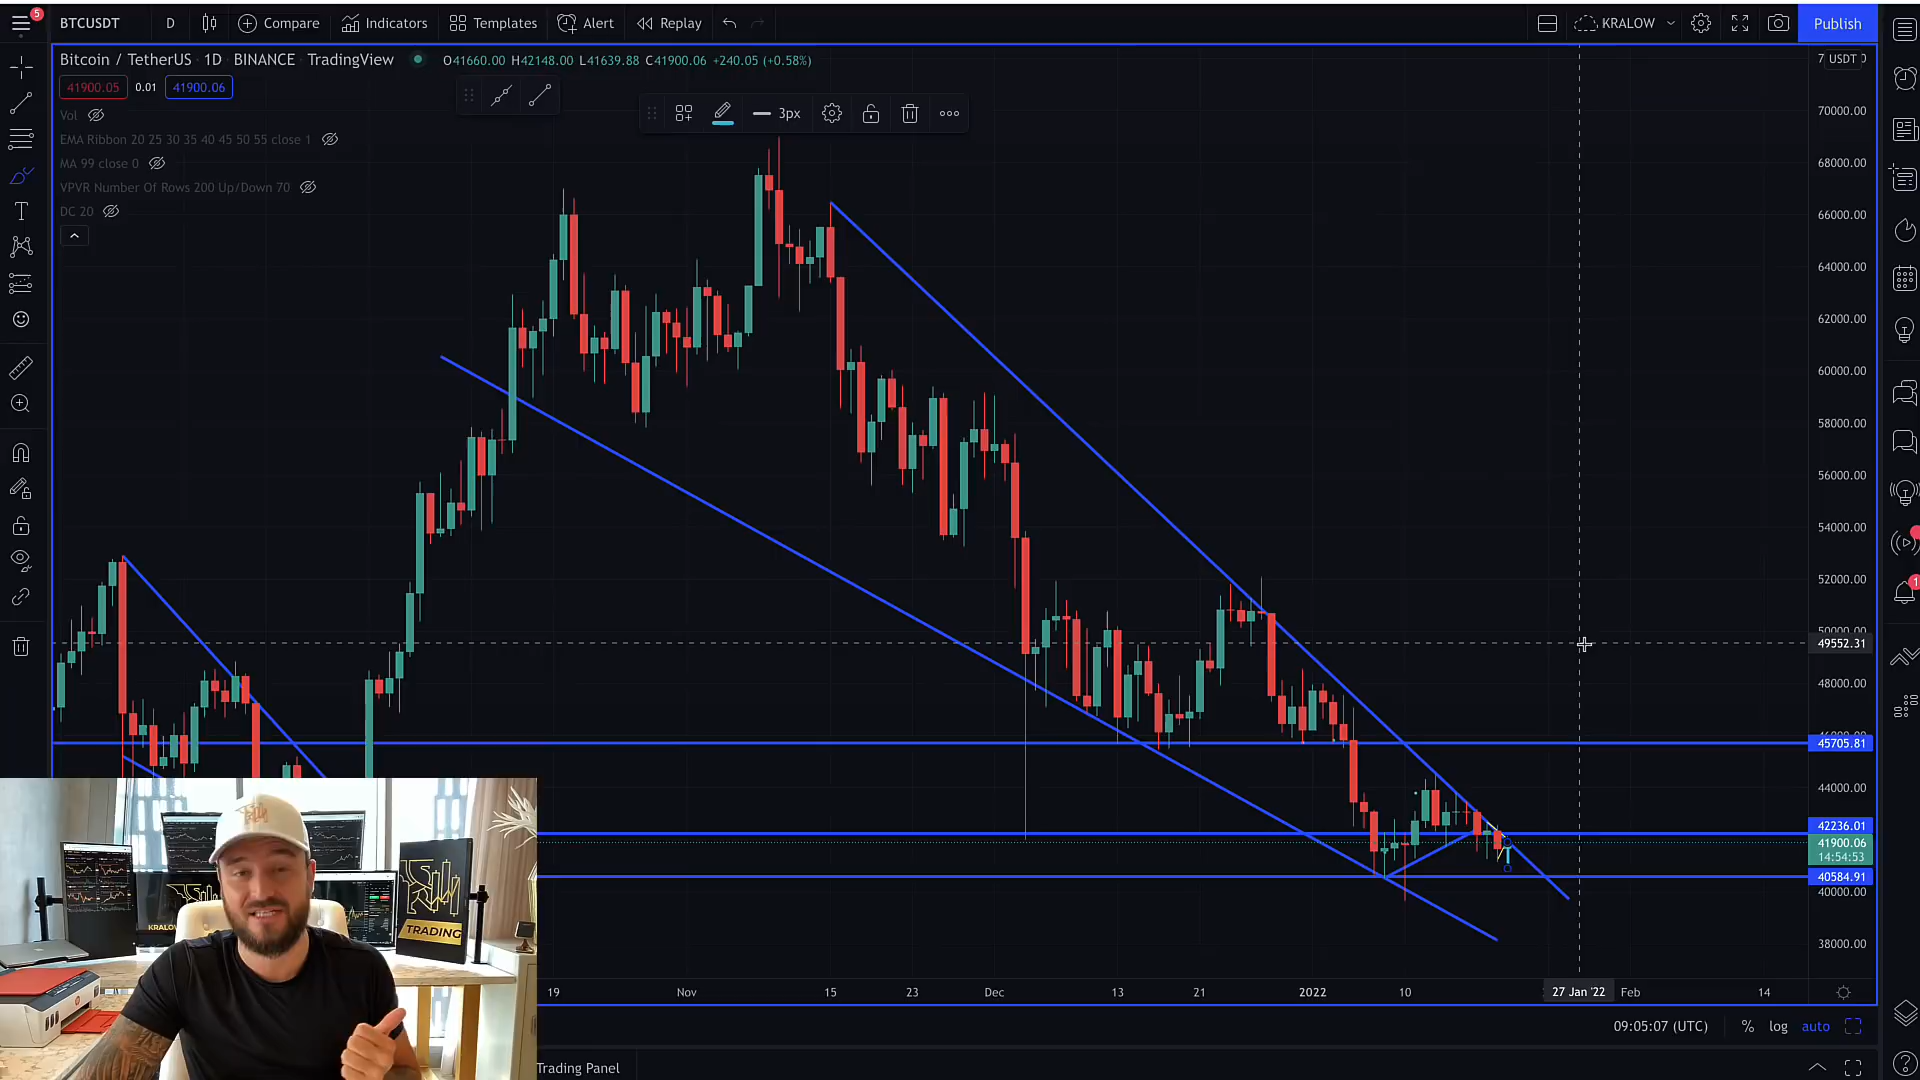 5
BTCUSDT
D
Compare
Indicators
Templates
Alert
Replay
KRALOW
Publish
Bitcoin / TetherUS · 1D · BINANCE · TradingView
O41660.00 H42148.00 L41639.88 C41900.06 +240.05 (+0.58%)
USDT
41900.05
0.01
41900.06
3px
Vol
EMA Ribbon 20 25 30 35 40 45 50 55 close 1
MA 99 close 0
VPVR Number Of Rows 200 Up/Down 70
DC 20
70000.00
68000.00
66000.00
64000.00
62000.00
60000.00
58000.00
56000.00
54000.00
52000.00
50000.00
49552.31
48000.00
45705.81
44000.00
42236.01
41900.06
14:54:53
40584.91
40000.00
38000.00
1
KRALOW
TRADING
19
Nov
15
23
Dec
13
21
2022
10
27 Jan '22
Feb
14
09:05:07 (UTC)
%
log
auto
Trading Panel